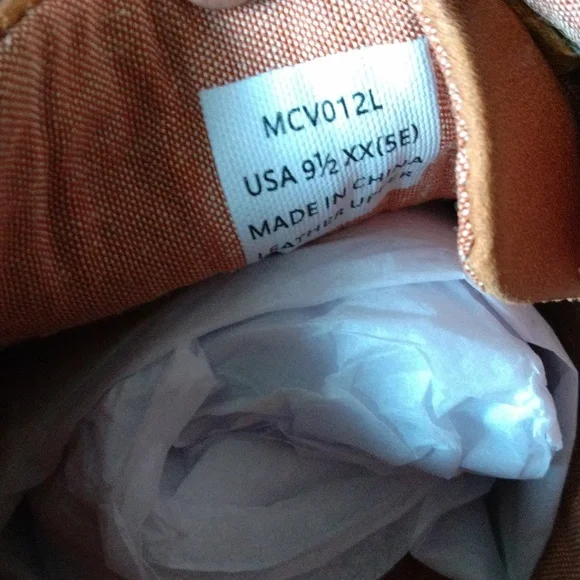 MCV012L
USA 9½ XX(5E)
MADE IN CHINA
LEATHER UPPER